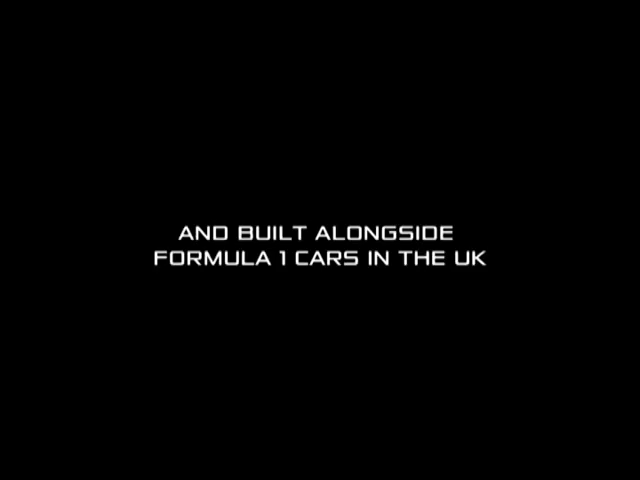 AND BUILT ALONGSIDE
FORMULA 1 CARS IN THE UK